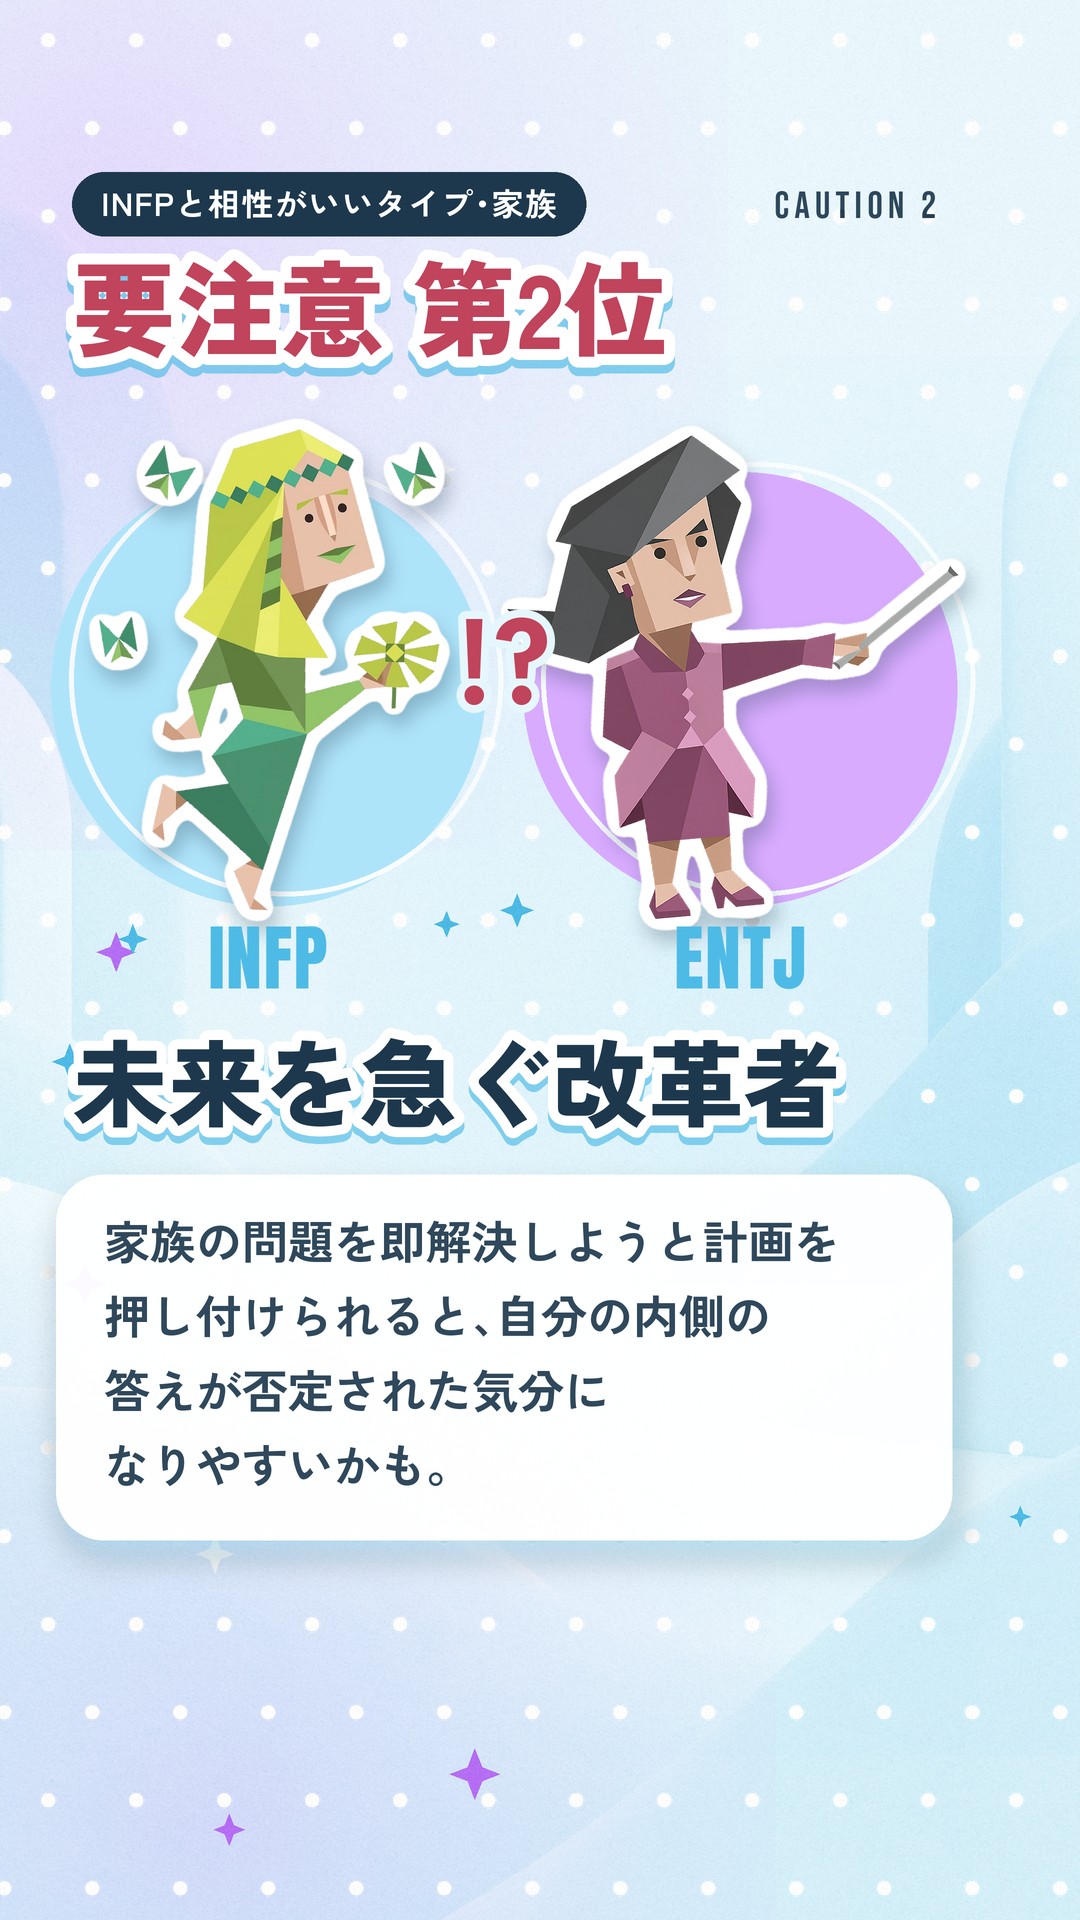 INFPと相性がいいタイプ・家族
CAUTION 2
要注意 第2位
!?
INFP
ENTJ
未来を急ぐ改革者
家族の問題を即解決しようと計画を
押し付けられると、自分の内側の
答えが否定された気分に
なりやすいかも。